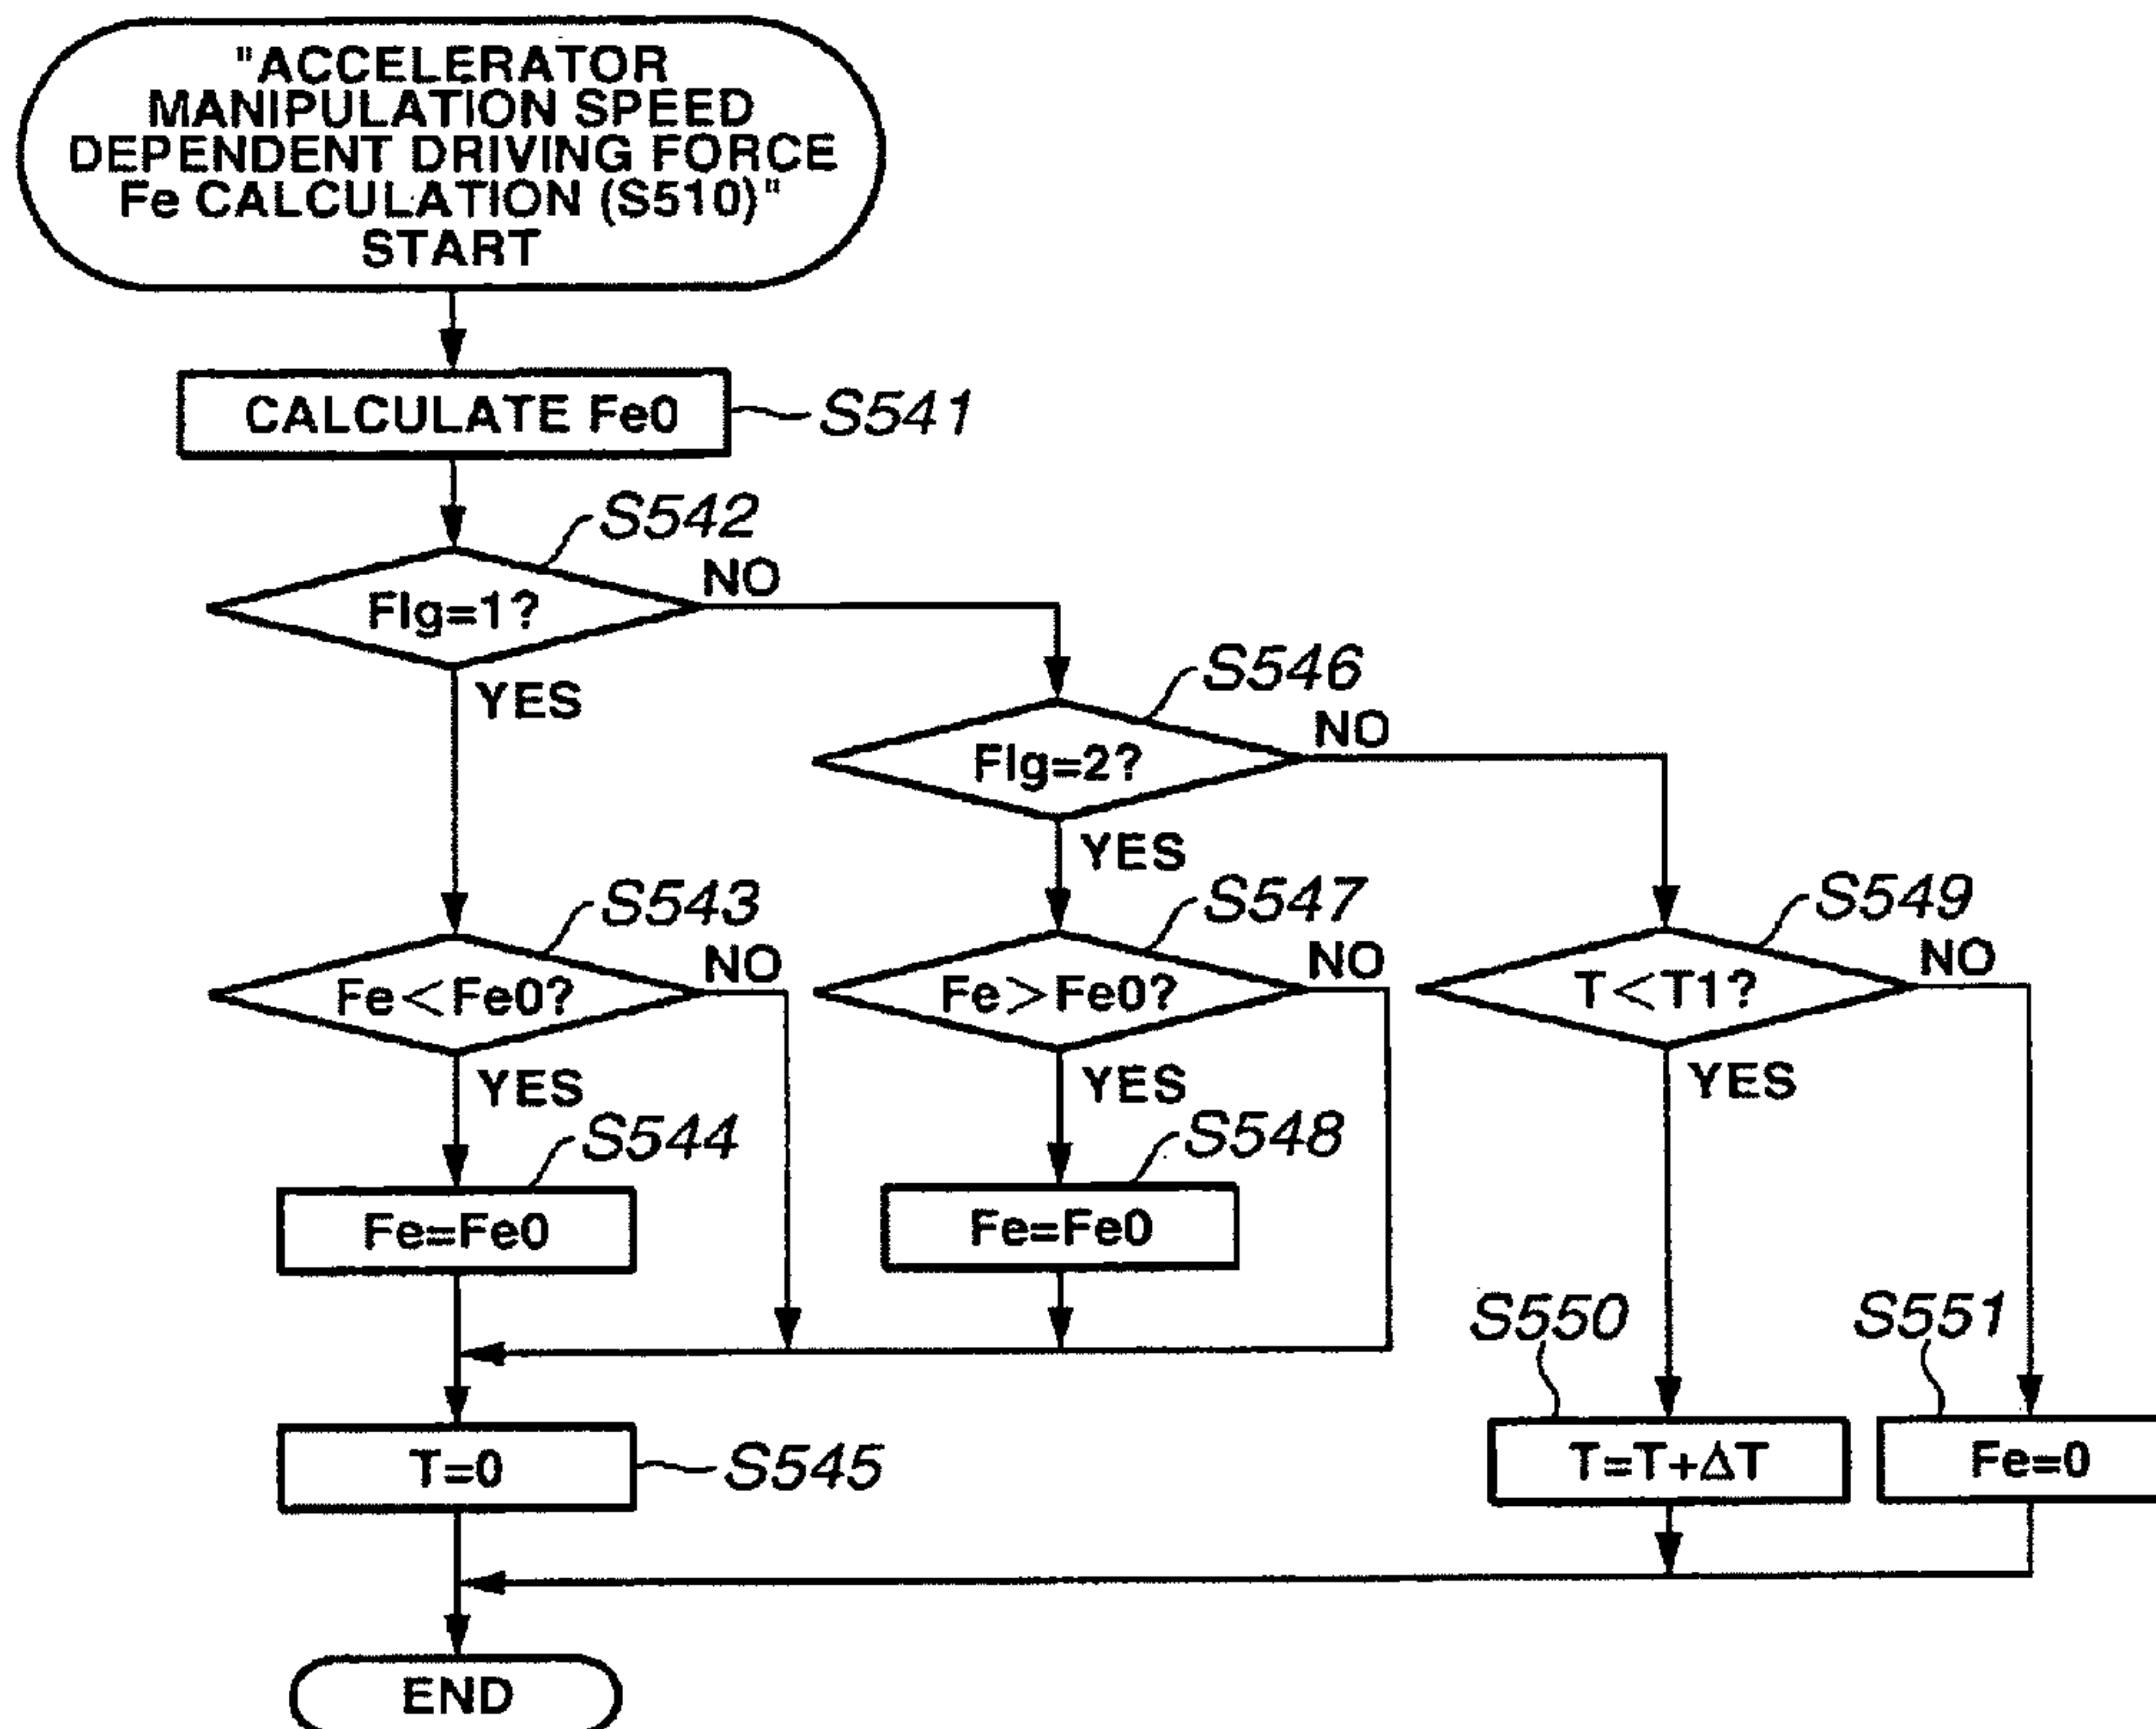 "ACCELERATOR
MANIPULATION SPEED
DEPENDENT DRIVING FORCE
Fe CALCULATION (S510)"
START
CALCULATE Fe0
S541
S542
Flg=1?
NO
YES
S546
Flg=2?
NO
YES
S543
Fe<Fe0?
NO
YES
S547
Fe>Fe0?
NO
YES
S549
T<T1?
NO
YES
S544
Fe=Fe0
S548
Fe=Fe0
S550
T=T+ΔT
S551
Fe=0
T=0
S545
END